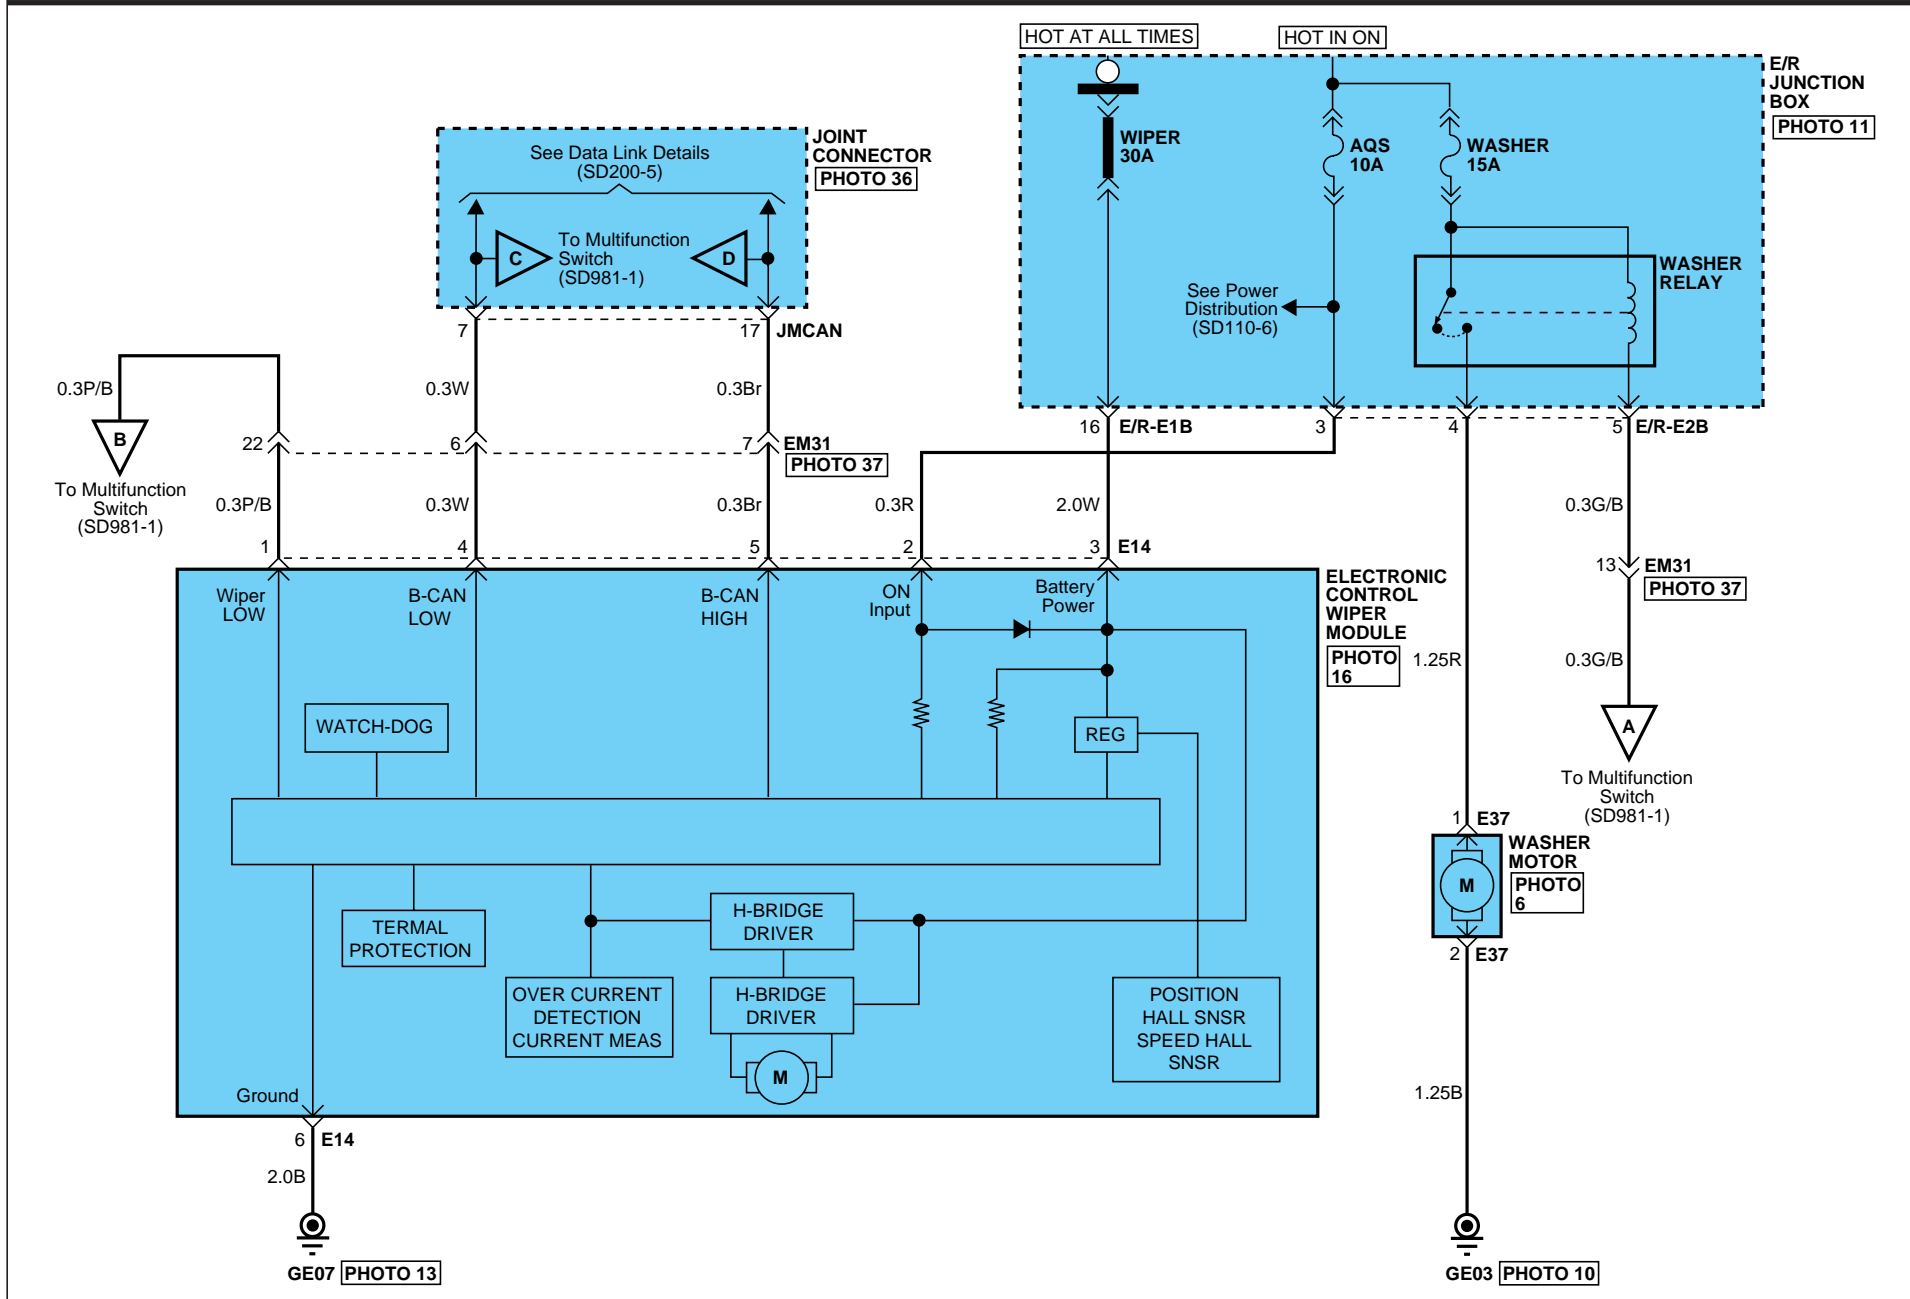 HOT AT ALL TIMES
HOT IN ON
E/R
JUNCTION
BOX
PHOTO 11
WIPER
30A
AQS
10A
WASHER
15A
JOINT
CONNECTOR
PHOTO 36
See Data Link Details
(SD200-5)
C
To Multifunction
Switch
(SD981-1)
D
WASHER
RELAY
See Power
Distribution
(SD110-6)
7
17
JMCAN
0.3P/B
0.3W
0.3Br
B
To Multifunction
Switch
(SD981-1)
22
6
7
EM31
PHOTO 37
16
E/R-E1B
3
4
5
E/R-E2B
0.3P/B
0.3W
0.3Br
0.3R
2.0W
0.3G/B
1
4
5
2
3
E14
13
EM31
PHOTO 37
Wiper
LOW
B-CAN
LOW
B-CAN
HIGH
ON
Input
Battery
Power
ELECTRONIC
CONTROL
WIPER
MODULE
PHOTO
16
1.25R
0.3G/B
WATCH-DOG
REG
A
To Multifunction
Switch
(SD981-1)
1
E37
WASHER
MOTOR
PHOTO
6
M
2
E37
TERMAL
PROTECTION
H-BRIDGE
DRIVER
OVER CURRENT
DETECTION
CURRENT MEAS
H-BRIDGE
DRIVER
POSITION
HALL SNSR
SPEED HALL
SNSR
M
Ground
1.25B
6
E14
2.0B
GE07
PHOTO 13
GE03
PHOTO 10